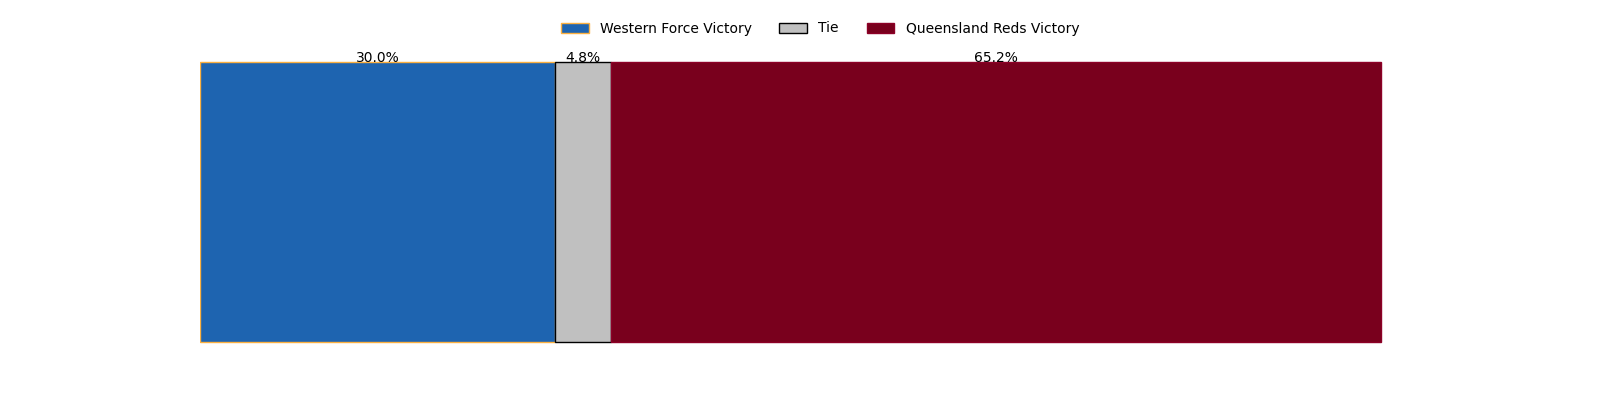 Western Force Victory Tie Queensland Reds Victory
30.0% 4.8% 65.2%